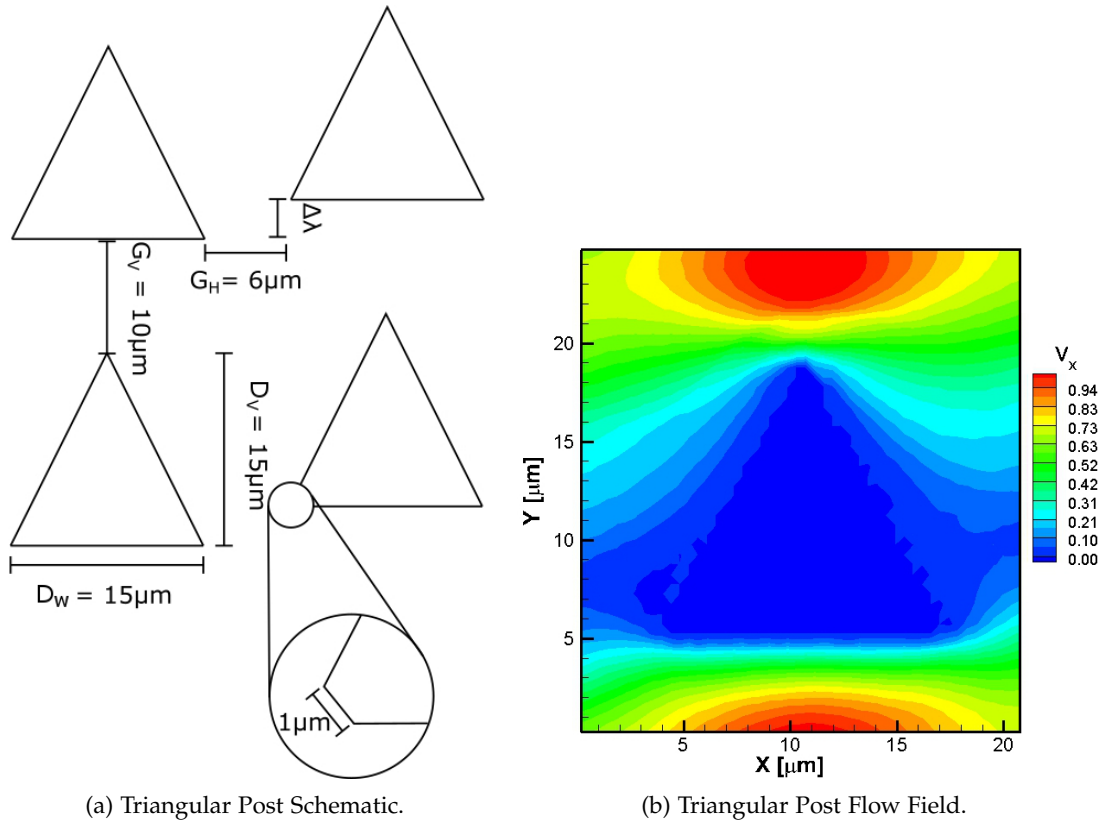 Δλ
G_V = 10μm
G_H = 6μm
D_V = 15μm
D_W = 15μm
1μm
(a) Triangular Post Schematic.
20
15
10
5
Y [μm]
5
10
15
20
X [μm]
V_x
0.94
0.83
0.73
0.63
0.52
0.42
0.31
0.21
0.10
0.00
(b) Triangular Post Flow Field.